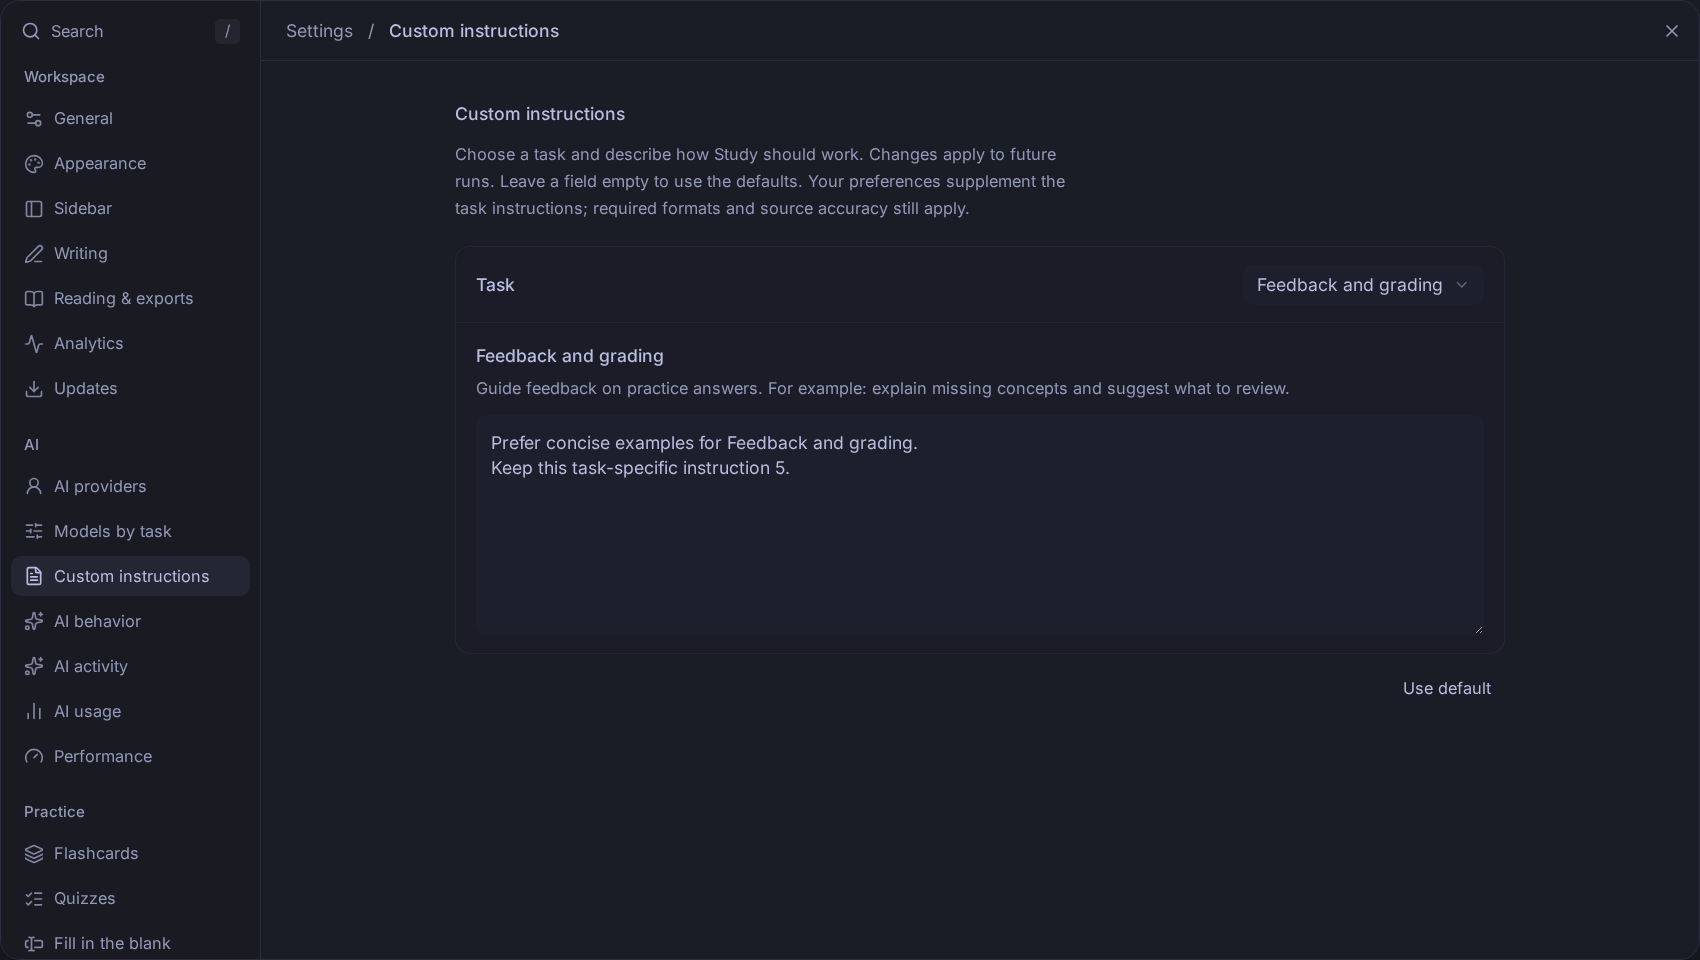 Search /
Settings / Custom instructions
Workspace
General
Appearance
Sidebar
Writing
Reading & exports
Analytics
Updates
AI
AI providers
Models by task
Custom instructions
AI behavior
AI activity
AI usage
Performance
Practice
Flashcards
Quizzes
Fill in the blank
Custom instructions
Choose a task and describe how Study should work. Changes apply to future
runs. Leave a field empty to use the defaults. Your preferences supplement the
task instructions; required formats and source accuracy still apply.
Task
Feedback and grading
Feedback and grading
Guide feedback on practice answers. For example: explain missing concepts and suggest what to review.
Prefer concise examples for Feedback and grading.
Keep this task-specific instruction 5.
Use default